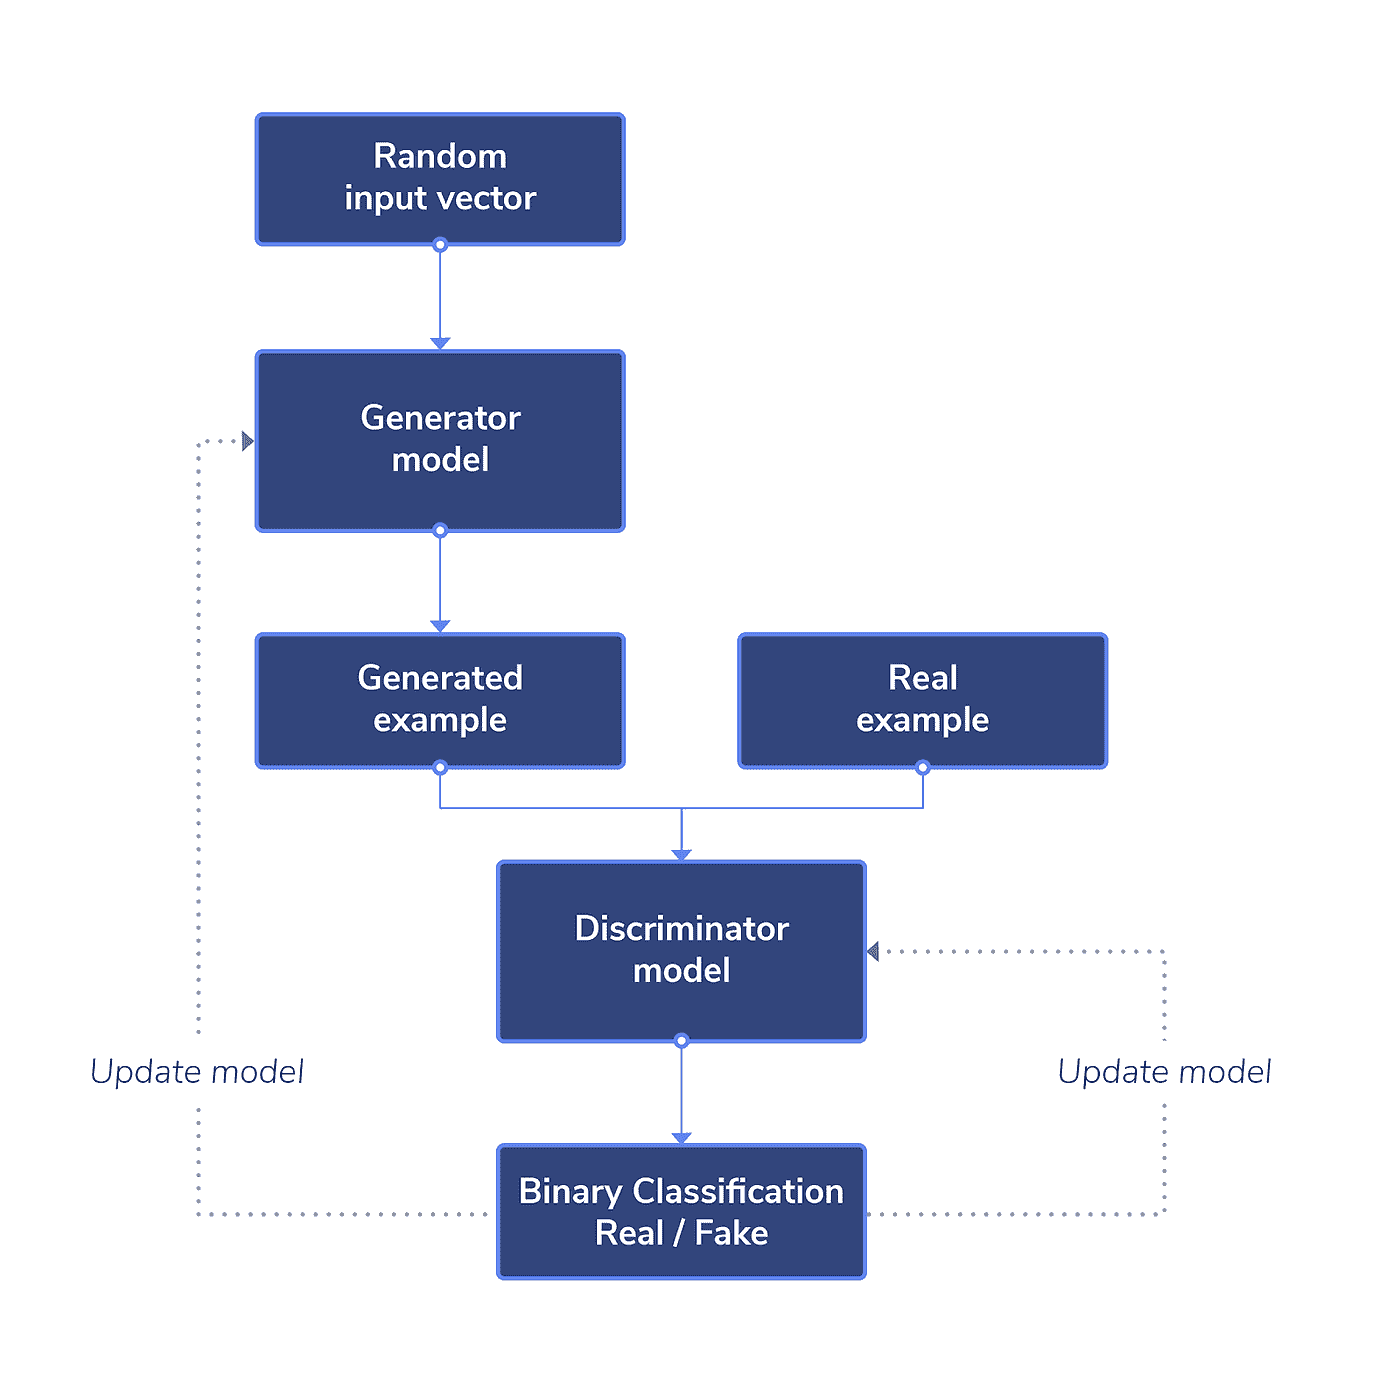 Random
input vector
Generator
model
Generated
example
Real
example
Discriminator
model
Update model
Update model
Binary Classification
Real / Fake